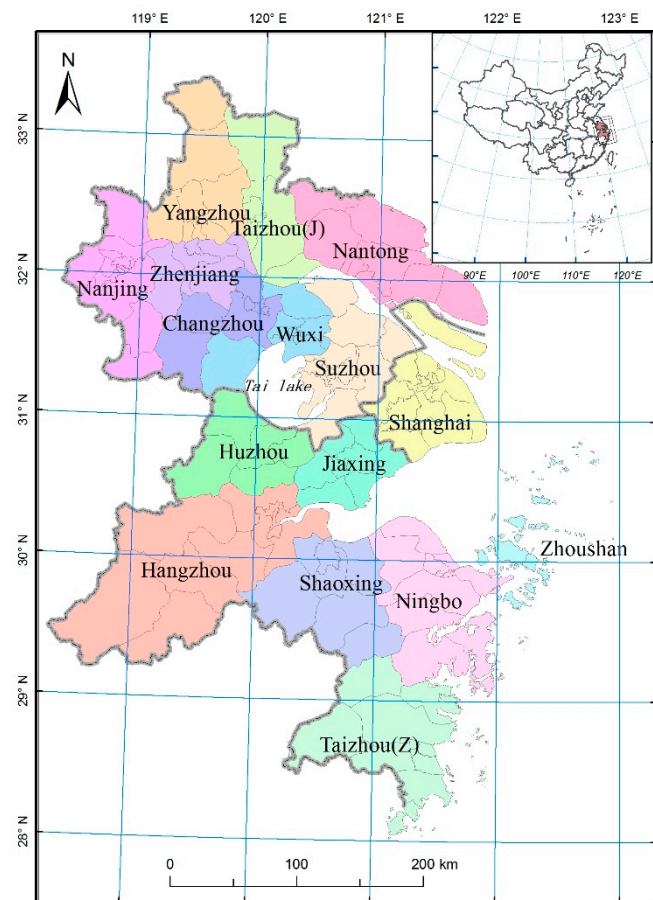 119° E 120° E 121° E 122° E 123° E
N
33° N
Yangzhou
Taizhou(J)
Nantong
90° E 100° E 110° E 120° E
32° N
Zhenjiang
Nanjing
Changzhou
Wuxi
Suzhou
Tai lake
31° N
Shanghai
Huzhou
Jiaxing
30° N
Zhoushan
Hangzhou
Shaoxing
Ningbo
29° N
Taizhou(Z)
28° N
0 100 200 km